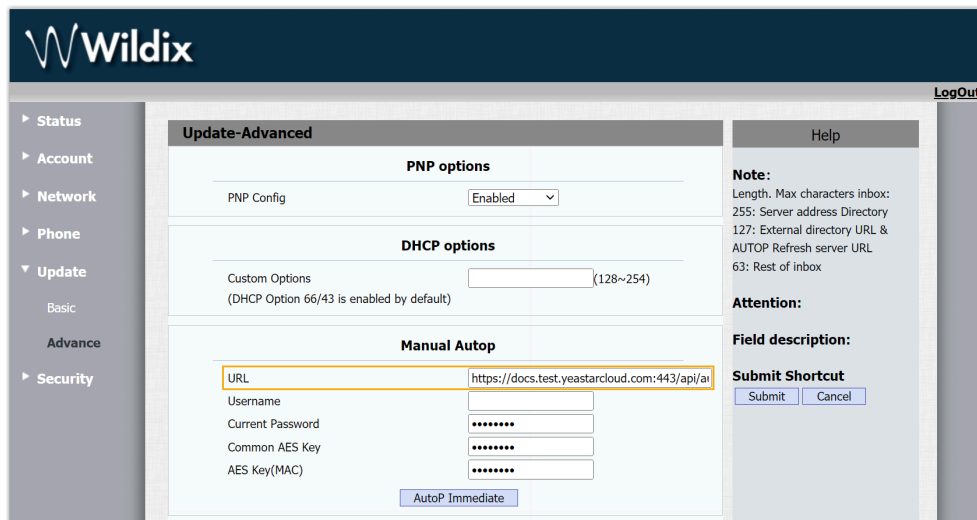 Wildix
LogOut
Status
Account
Network
Phone
Update
Basic
Advance
Security
Update-Advanced
PNP options
PNP Config Enabled
DHCP options
Custom Options (128~254)
(DHCP Option 66/43 is enabled by default)
Manual Autop
URL https://docs.test.yeastarcloud.com:443/api/au
Username
Current Password ••••••••
Common AES Key ••••••••
AES Key(MAC) ••••••••
AutoP Immediate
Help
Note:
Length. Max characters inbox:
255: Server address Directory
127: External directory URL &
AUTOP Refresh server URL
63: Rest of inbox
Attention:
Field description:
Submit Shortcut
Submit Cancel